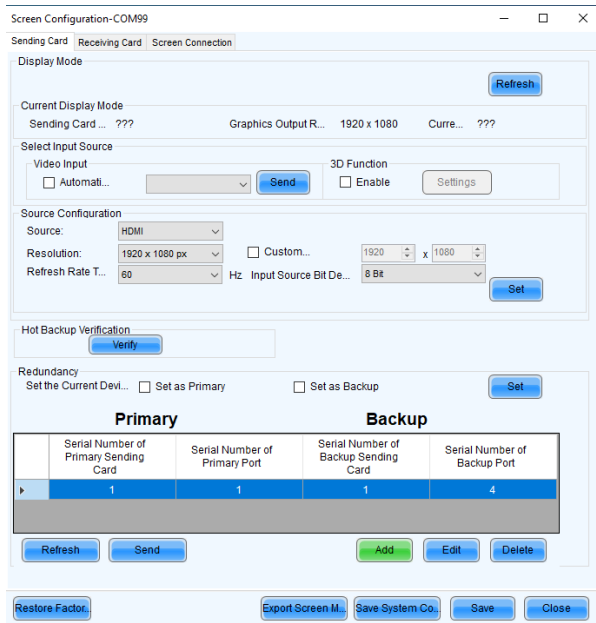 Screen Configuration-COM99
Sending Card Receiving Card Screen Connection
Display Mode
Refresh
Current Display Mode
Sending Card ... ??? Graphics Output R... 1920 x 1080 Curre... ???
Select Input Source
Video Input 3D Function
Automati... Send Enable Settings
Source Configuration
Source: HDMI
Resolution: 1920 x 1080 px Custom... 1920 x 1080
Refresh Rate T... 60 Hz Input Source Bit De... 8 Bit
Set
Hot Backup Verification
Verify
Redundancy
Set the Current Devi... Set as Primary Set as Backup Set
Primary Backup
Serial Number of Primary Sending Card Serial Number of Primary Port Serial Number of Backup Sending Card Serial Number of Backup Port
1 1 1 4
Refresh Send Add Edit Delete
Restore Factor... Export Screen M... Save System Co... Save Close